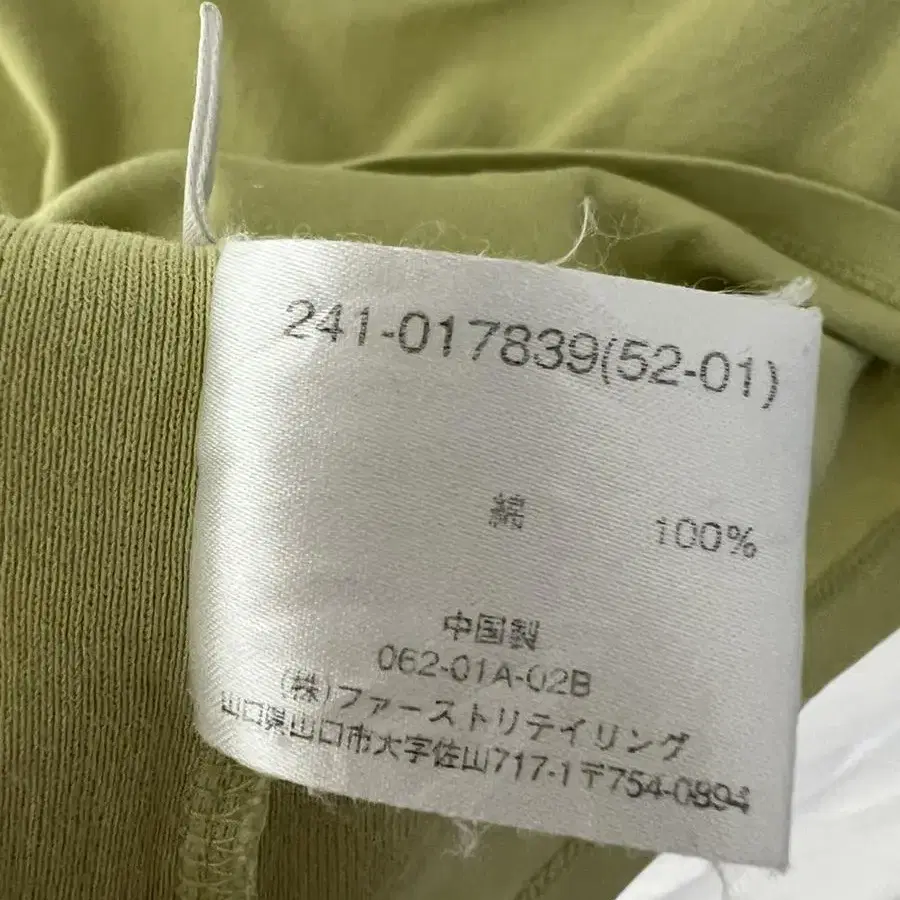 241-017839(52-01)
綿 100%
中国製
062-01A-02B
(株)ファーストリテイリング
山口県山口市大字佐山717-1〒754-0894